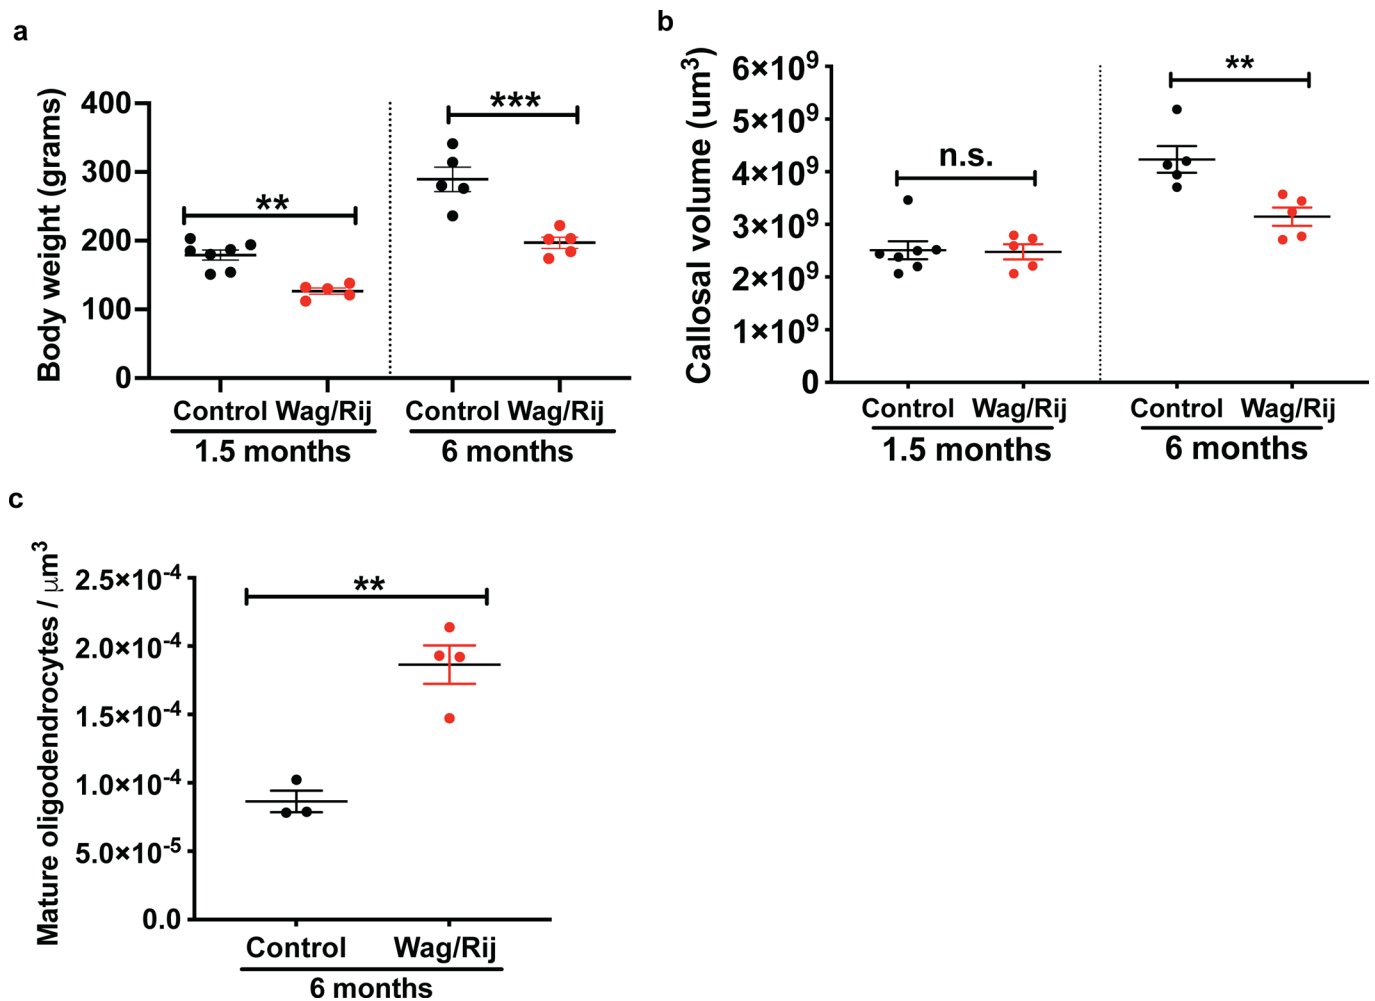 a
Body weight (grams)
400
300
200
100
0
**
***
Control Wag/Rij Control Wag/Rij
1.5 months 6 months
b
Callosal volume (um³)
6×10⁹
5×10⁹
4×10⁹
3×10⁹
2×10⁹
1×10⁹
0
n.s.
**
Control Wag/Rij Control Wag/Rij
1.5 months 6 months
c
Mature oligodendrocytes / μm³
2.5×10⁻⁴
2.0×10⁻⁴
1.5×10⁻⁴
1.0×10⁻⁴
5.0×10⁻⁵
0.0
**
Control Wag/Rij
6 months